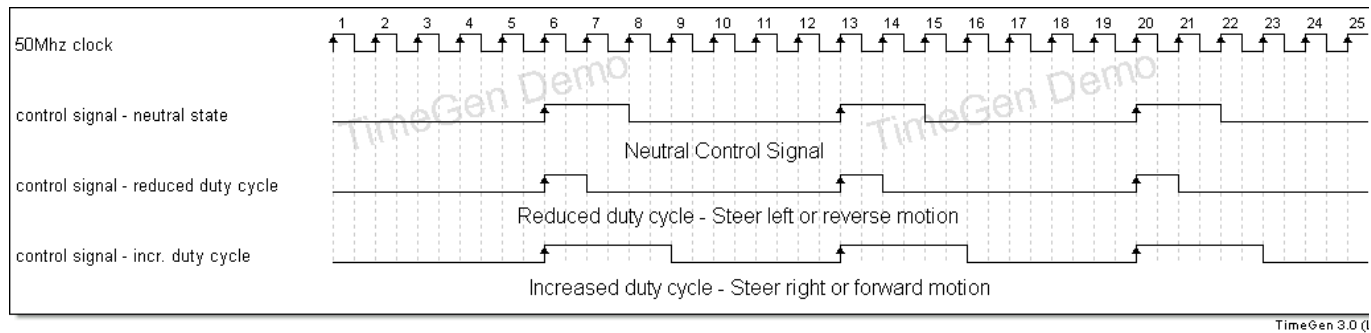 1 2 3 4 5 6 7 8 9 10 11 12 13 14 15 16 17 18 19 20 21 22 23 24 25
50Mhz clock
TimeGen Demo TimeGen Demo
control signal - neutral state
Neutral Control Signal
control signal - reduced duty cycle
Reduced duty cycle - Steer left or reverse motion
control signal - incr. duty cycle
Increased duty cycle - Steer right or forward motion
TimeGen 3.0 (